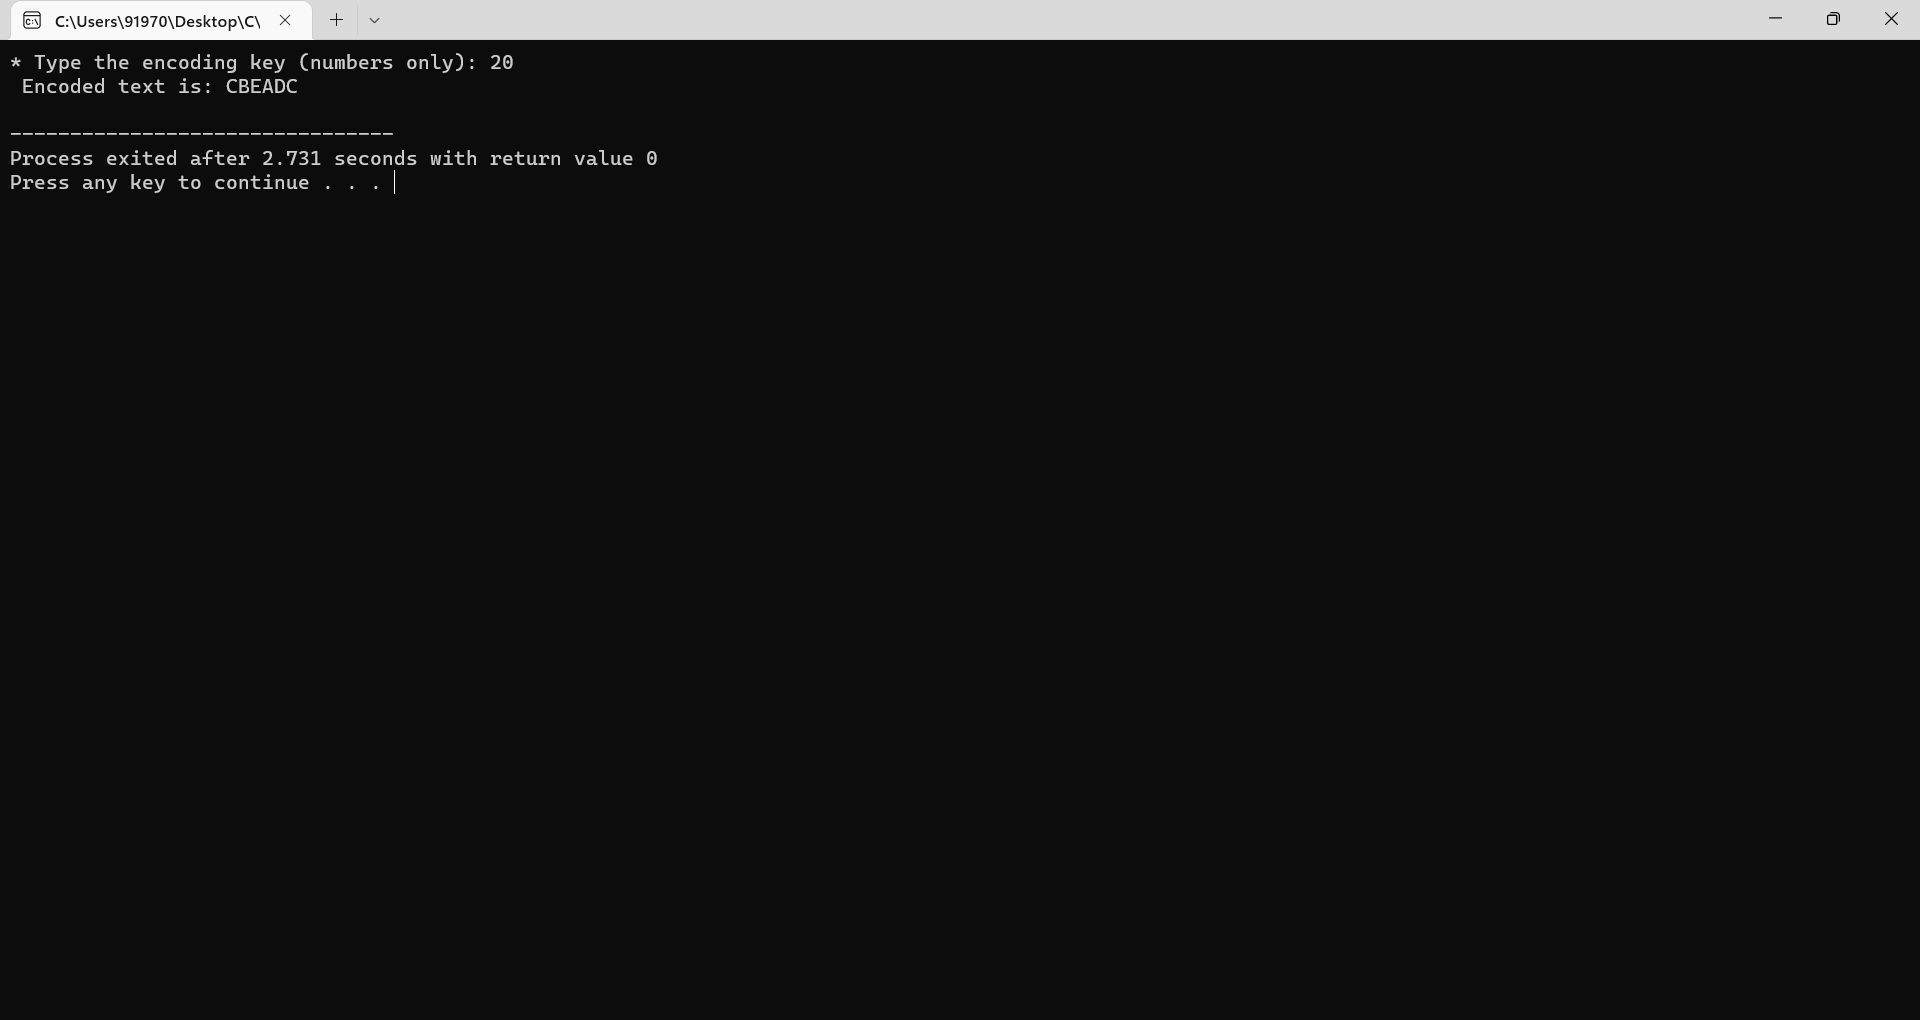 C:\Users\91970\Desktop\C\
* Type the encoding key (numbers only): 20
Encoded text is: CBEADC
--------------------------------
Process exited after 2.731 seconds with return value 0
Press any key to continue . . .